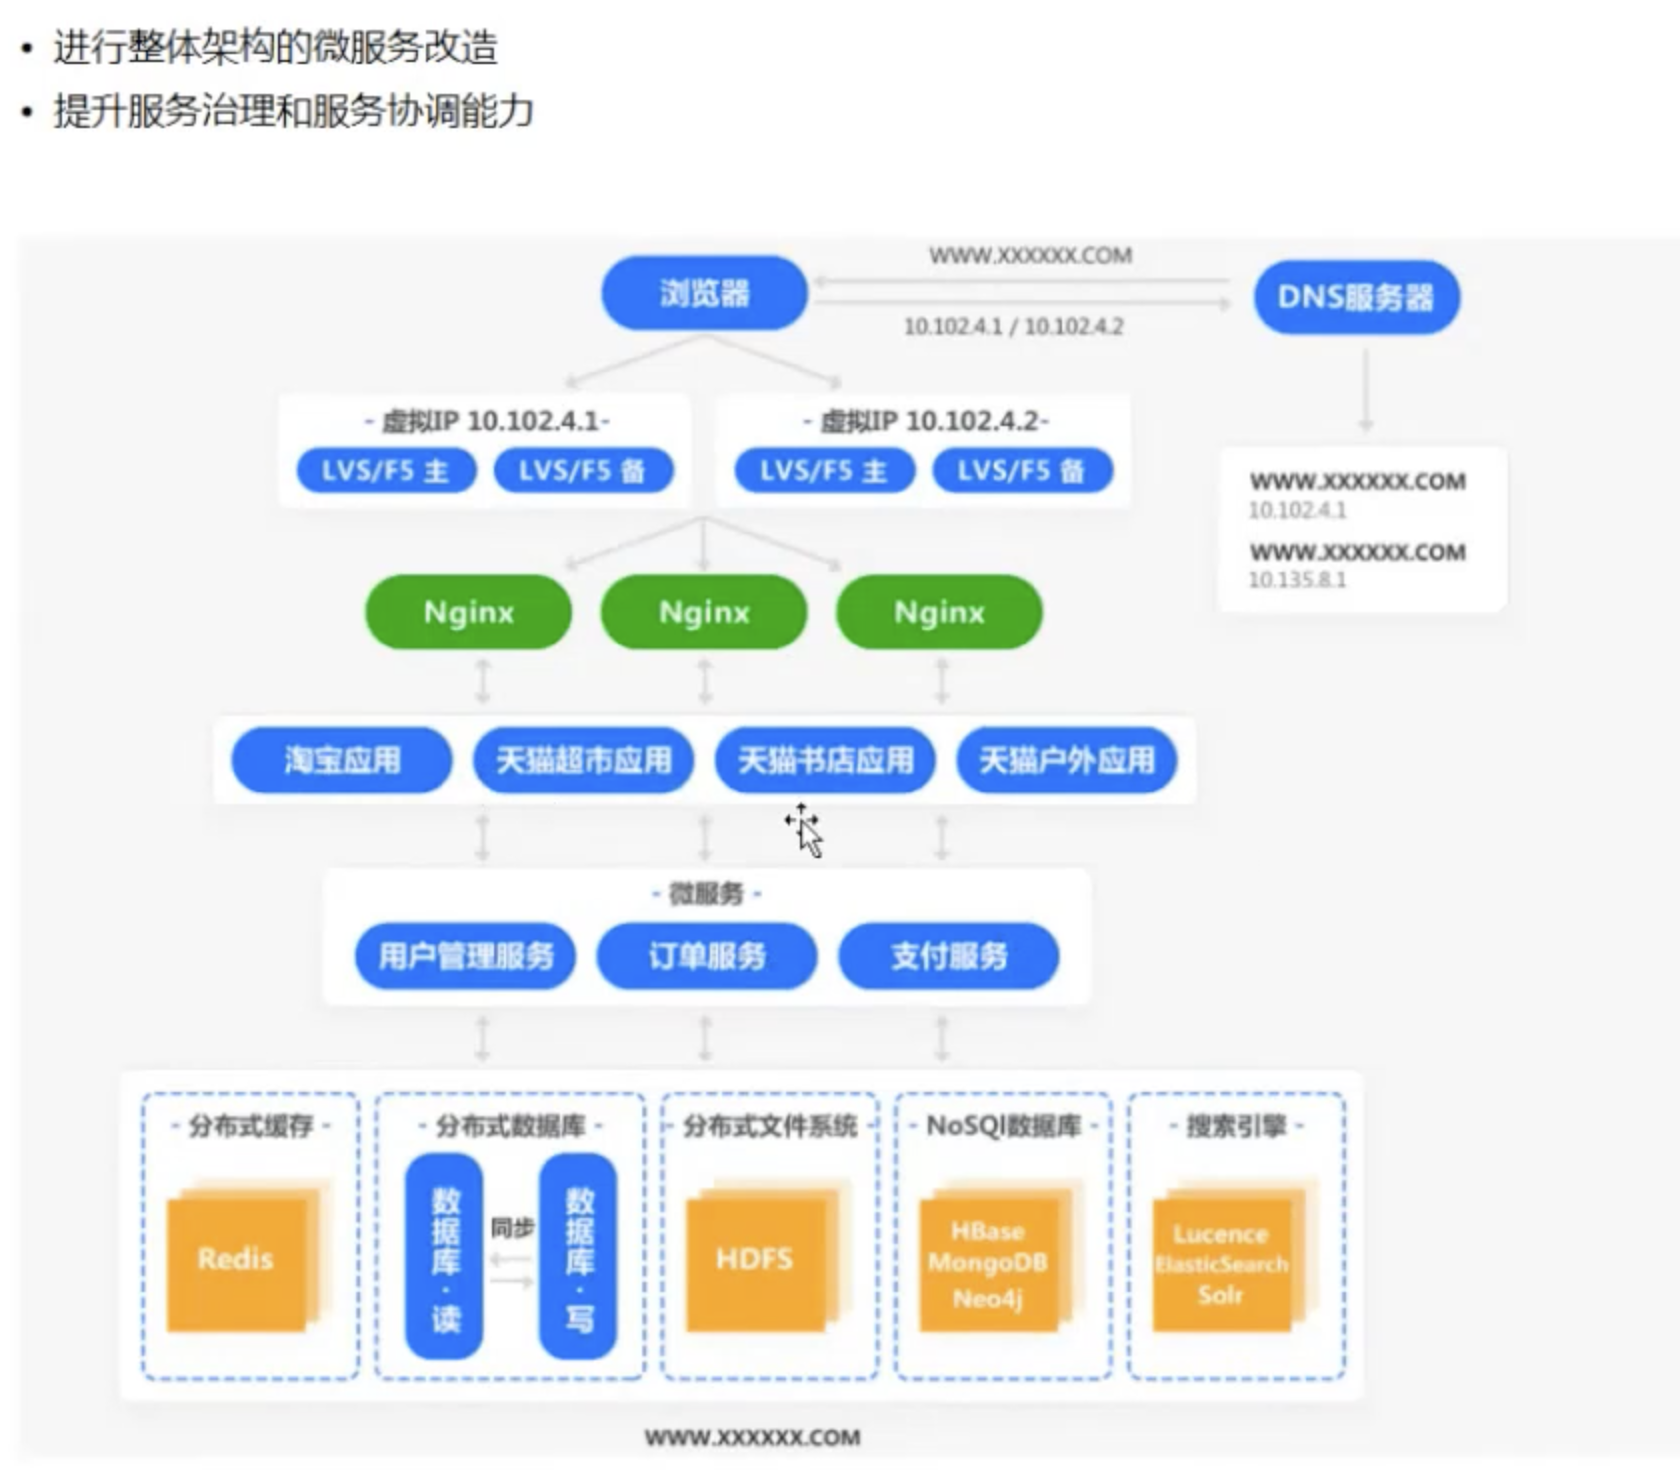 • 进行整体架构的微服务改造
• 提升服务治理和服务协调能力
WWW.XXXXXX.COM
浏览器
DNS服务器
10.102.4.1 / 10.102.4.2
- 虚拟IP 10.102.4.1-
- 虚拟IP 10.102.4.2-
LVS/F5 主
LVS/F5 备
LVS/F5 主
LVS/F5 备
WWW.XXXXXX.COM
10.102.4.1
WWW.XXXXXX.COM
10.135.8.1
Nginx
Nginx
Nginx
淘宝应用
天猫超市应用
天猫书店应用
天猫户外应用
- 微服务 -
用户管理服务
订单服务
支付服务
- 分布式缓存 -
- 分布式数据库 -
- 分布式文件系统 -
- NoSQl数据库 -
- 搜索引擎 -
Redis
数据库·读
同步
数据库·写
HDFS
HBase
MongoDB
Neo4j
Lucence
ElasticSearch
Solr
WWW.XXXXXX.COM